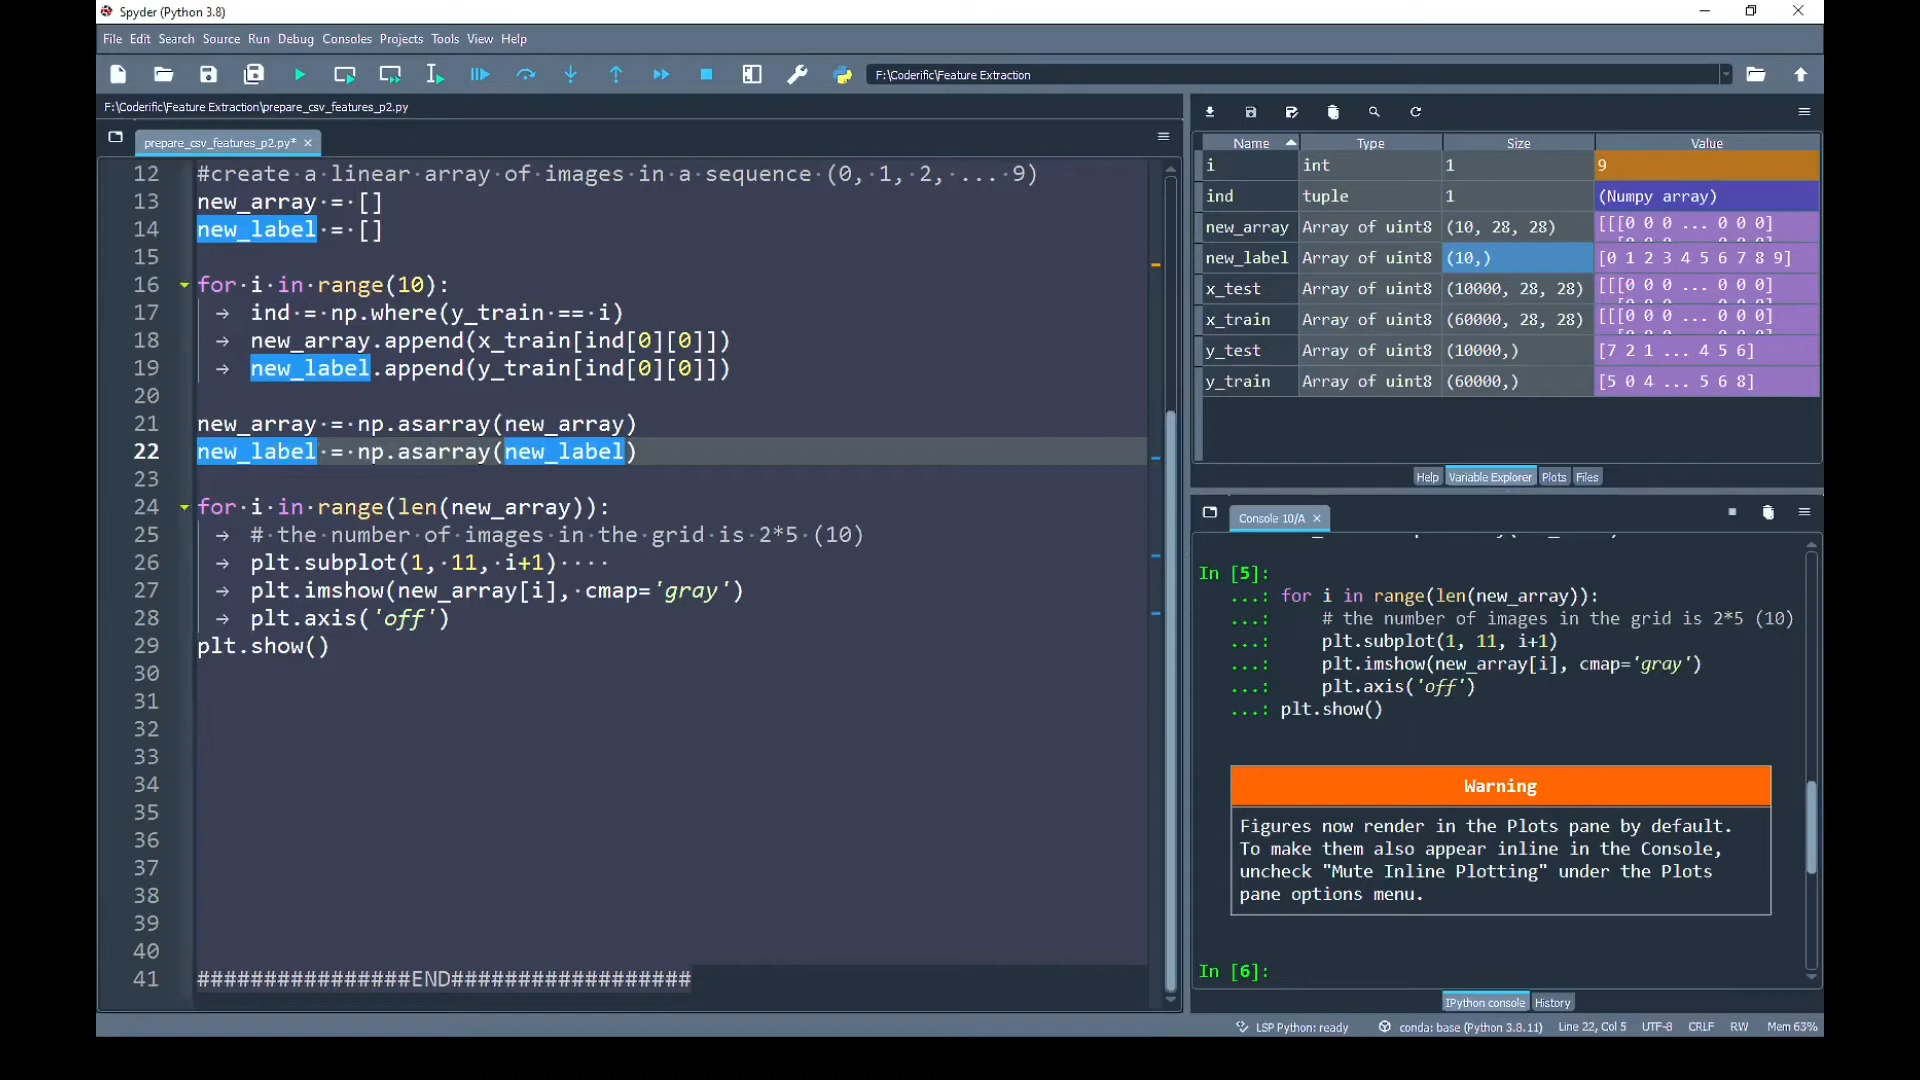 Spyder (Python 3.8)
File Edit Search Source Run Debug Consoles Projects Tools View Help
F:\Coderific\Feature Extraction
F:\Coderific\Feature Extraction\prepare_csv_features_p2.py
prepare_csv_features_p2.py*
12 #create a linear array of images in a sequence (0, 1, 2, ... 9)
13 new_array = []
14 new_label = []
15
16 for i in range(10):
17 ind = np.where(y_train == i)
18 new_array.append(x_train[ind[0][0]])
19 new_label.append(y_train[ind[0][0]])
20
21 new_array = np.asarray(new_array)
22 new_label = np.asarray(new_label)
23
24 for i in range(len(new_array)):
25 # the number of images in the grid is 2*5 (10)
26 plt.subplot(1, 11, i+1)
27 plt.imshow(new_array[i], cmap='gray')
28 plt.axis('off')
29 plt.show()
30
31
32
33
34
35
36
37
38
39
40
41 ################END##################
Name Type Size Value
i int 1 9
ind tuple 1 (Numpy array)
new_array Array of uint8 (10, 28, 28) [[[0 0 0 ... 0 0 0]
new_label Array of uint8 (10,) [0 1 2 3 4 5 6 7 8 9]
x_test Array of uint8 (10000, 28, 28) [[[0 0 0 ... 0 0 0]
x_train Array of uint8 (60000, 28, 28) [[[0 0 0 ... 0 0 0]
y_test Array of uint8 (10000,) [7 2 1 ... 4 5 6]
y_train Array of uint8 (60000,) [5 0 4 ... 5 6 8]
Help Variable Explorer Plots Files
Console 10/A
In [5]:
...: for i in range(len(new_array)):
...: # the number of images in the grid is 2*5 (10)
...: plt.subplot(1, 11, i+1)
...: plt.imshow(new_array[i], cmap='gray')
...: plt.axis('off')
...: plt.show()
Warning
Figures now render in the Plots pane by default.
To make them also appear inline in the Console,
uncheck "Mute Inline Plotting" under the Plots
pane options menu.
In [6]:
IPython console History
LSP Python: ready conda: base (Python 3.8.11) Line 22, Col 5 UTF-8 CRLF RW Mem 63%